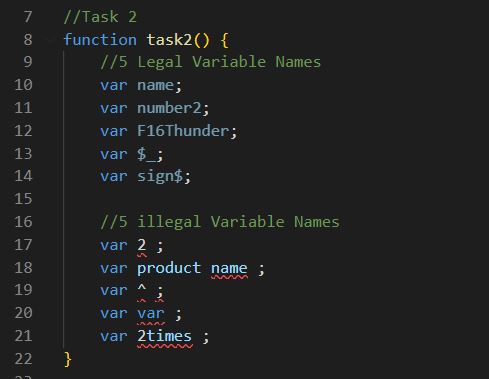 7 //Task 2
8 function task2() {
9 //5 Legal Variable Names
10 var name;
11 var number2;
12 var F16Thunder;
13 var $_;
14 var sign$;
15
16 //5 illegal Variable Names
17 var 2 ;
18 var product name ;
19 var ^ ;
20 var var ;
21 var 2times ;
22 }